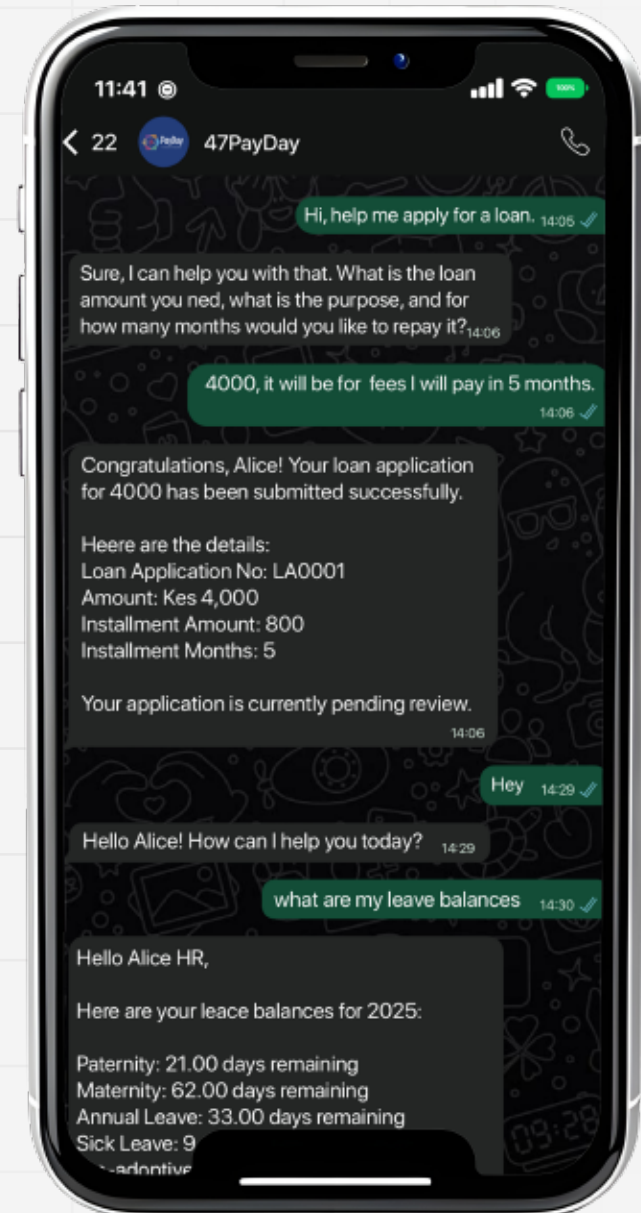 11:41
100%
22 PayDay 47PayDay
Hi, help me apply for a loan. 14:05
Sure, I can help you with that. What is the loan
amount you ned, what is the purpose, and for
how many months would you like to repay it? 14:06
4000, it will be for fees I will pay in 5 months.
14:06
Congratulations, Alice! Your loan application
for 4000 has been submitted successfully.
Heere are the details:
Loan Application No: LA0001
Amount: Kes 4,000
Installment Amount: 800
Installment Months: 5
Your application is currently pending review.
14:06
Hey 14:29
Hello Alice! How can I help you today? 14:29
what are my leave balances 14:30
Hello Alice HR,
Here are your leace balances for 2025:
Paternity: 21.00 days remaining
Maternity: 62.00 days remaining
Annual Leave: 33.00 days remaining
Sick Leave: 9
-adoptive
09:28